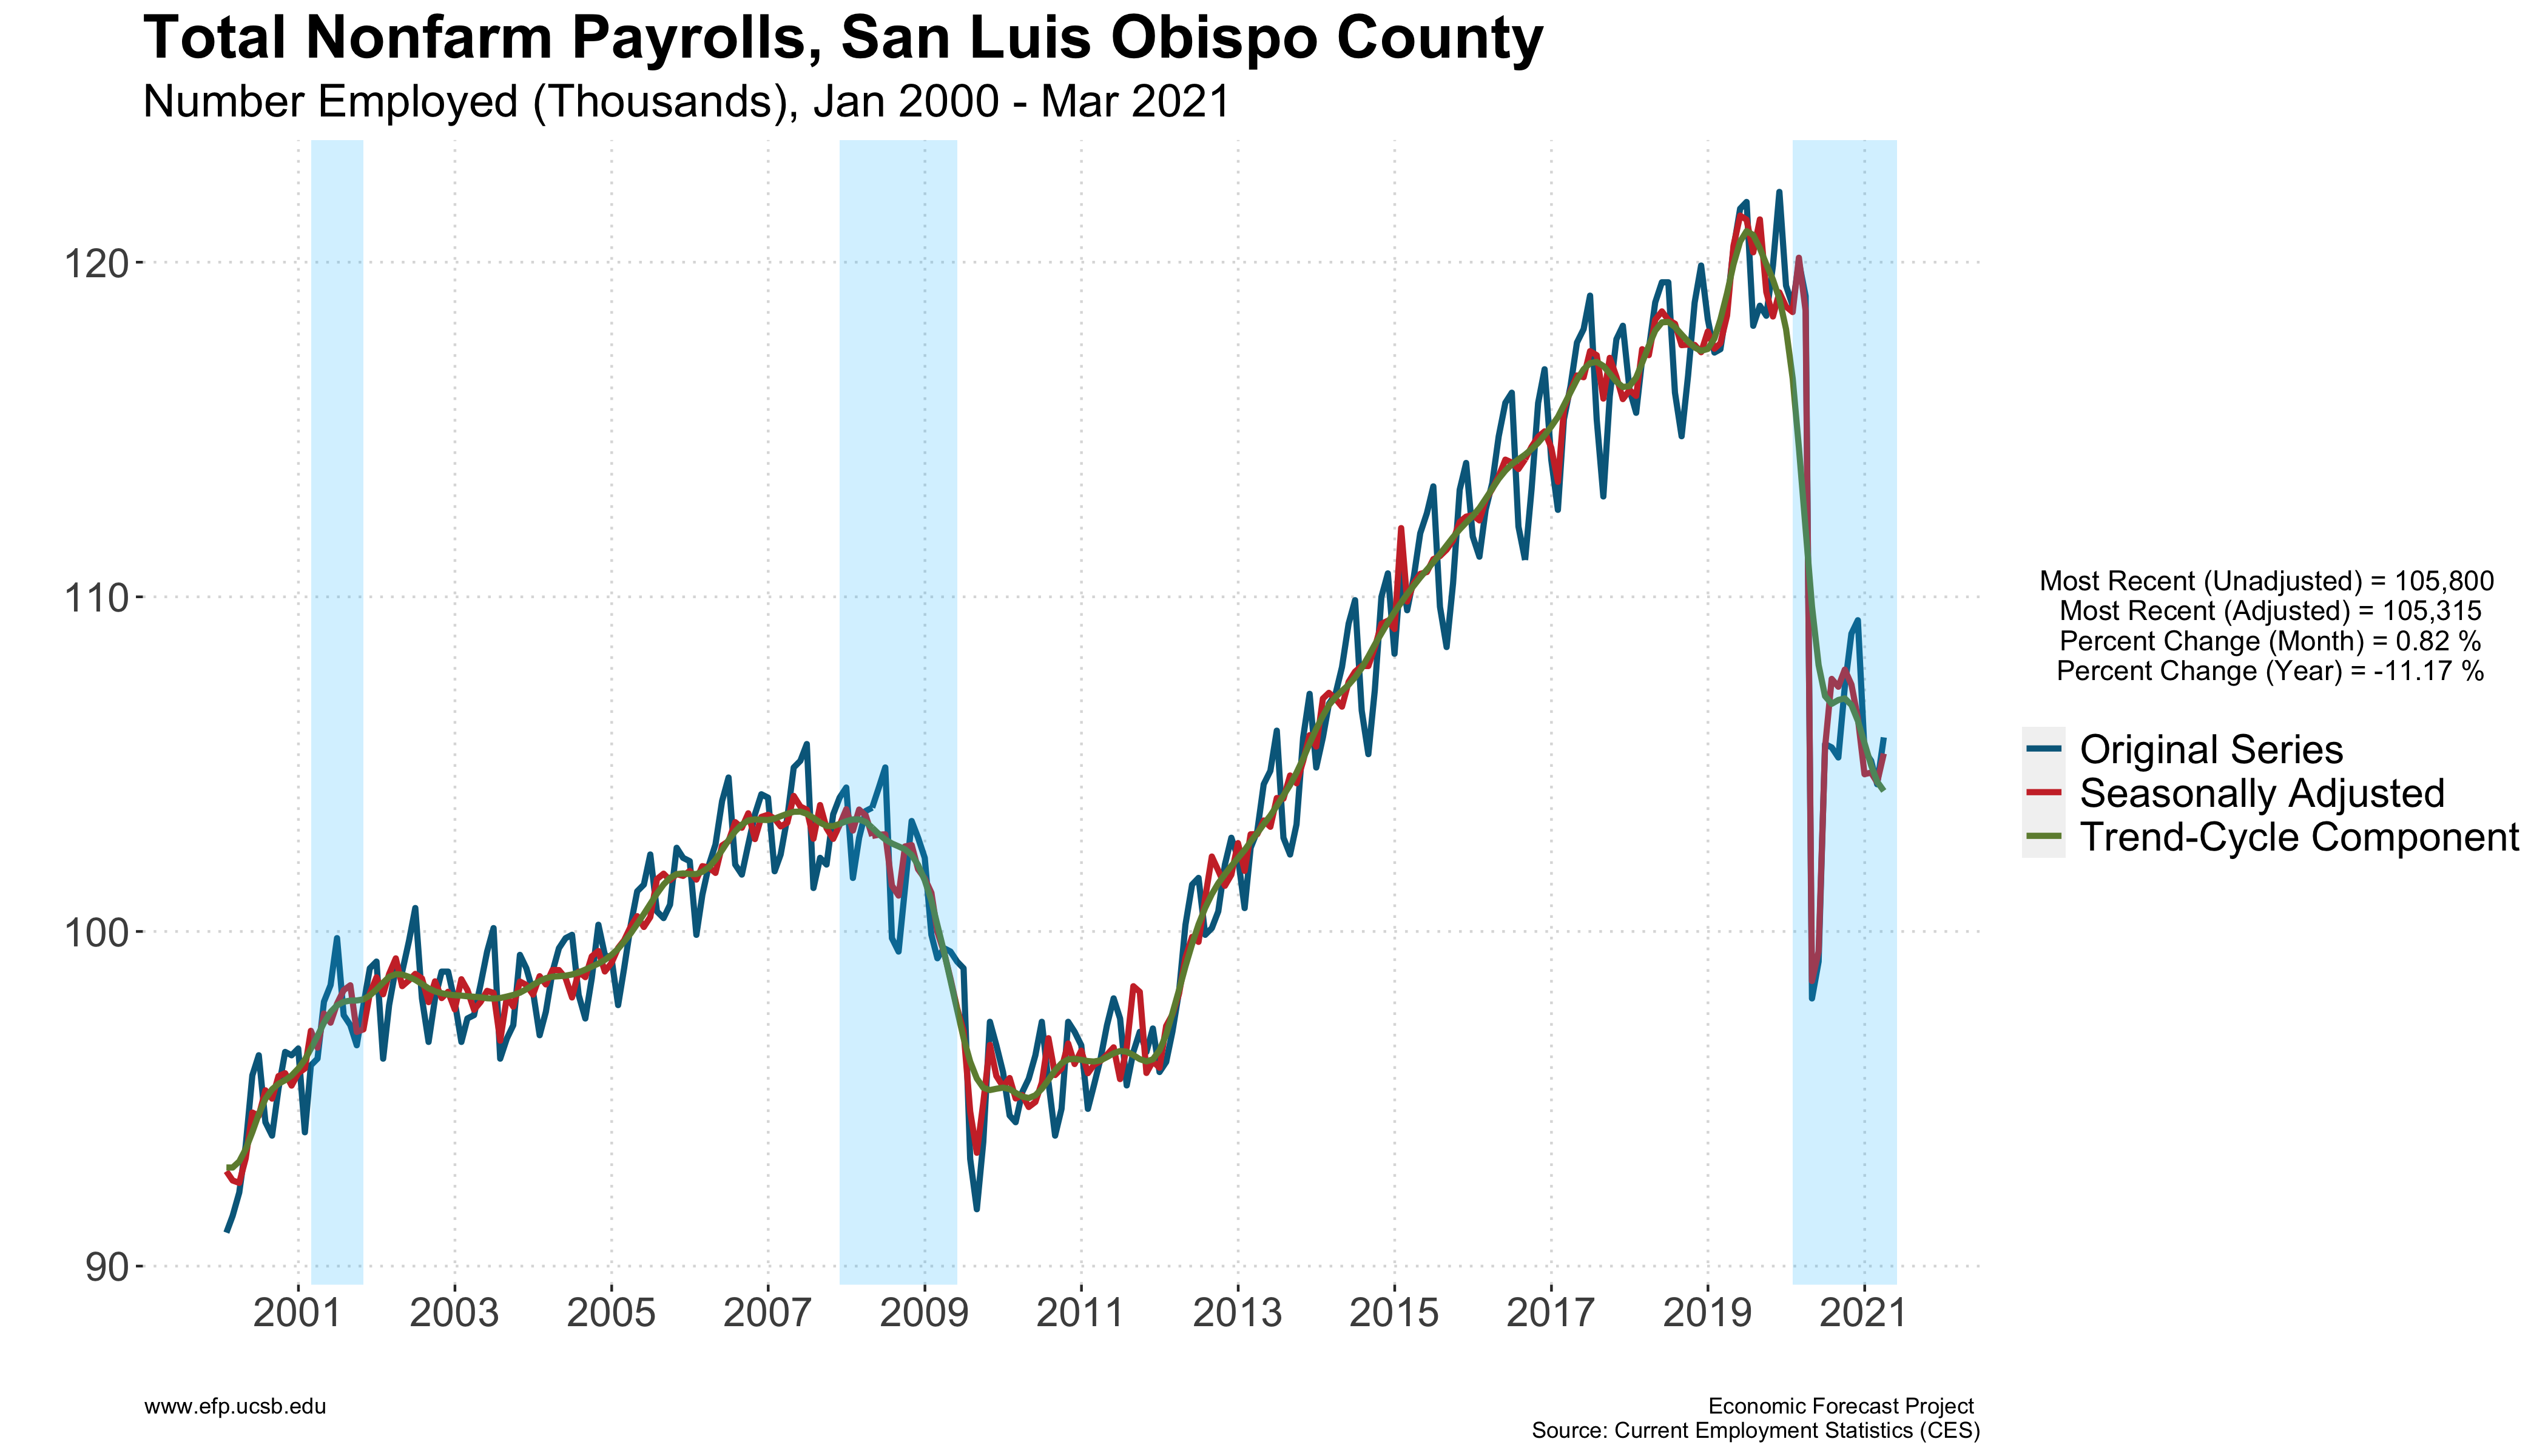 Total Nonfarm Payrolls, San Luis Obispo County
Number Employed (Thousands), Jan 2000 - Mar 2021
120
110
100
90
2001 2003 2005 2007 2009 2011 2013 2015 2017 2019 2021
Most Recent (Unadjusted) = 105,800
Most Recent (Adjusted) = 105,315
Percent Change (Month) = 0.82 %
Percent Change (Year) = -11.17 %
Original Series
Seasonally Adjusted
Trend-Cycle Component
www.efp.ucsb.edu
Economic Forecast Project
Source: Current Employment Statistics (CES)